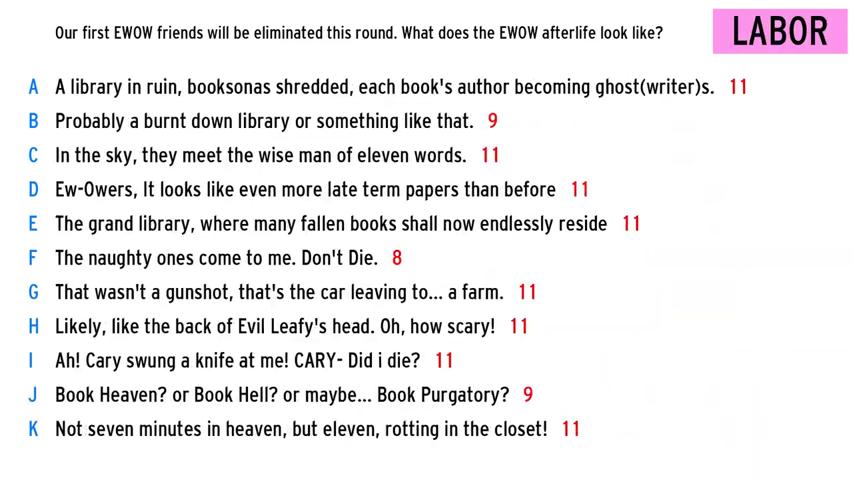 Our first EWOW friends will be eliminated this round. What does the EWOW afterlife look like?
LABOR
A A library in ruin, booksonas shredded, each book's author becoming ghost(writer)s. 11
B Probably a burnt down library or something like that. 9
C In the sky, they meet the wise man of eleven words. 11
D Ew-Owers, It looks like even more late term papers than before 11
E The grand library, where many fallen books shall now endlessly reside 11
F The naughty ones come to me. Don't Die. 8
G That wasn't a gunshot, that's the car leaving to... a farm. 11
H Likely, like the back of Evil Leafy's head. Oh, how scary! 11
I Ah! Cary swung a knife at me! CARY- Did i die? 11
J Book Heaven? or Book Hell? or maybe... Book Purgatory? 9
K Not seven minutes in heaven, but eleven, rotting in the closet! 11